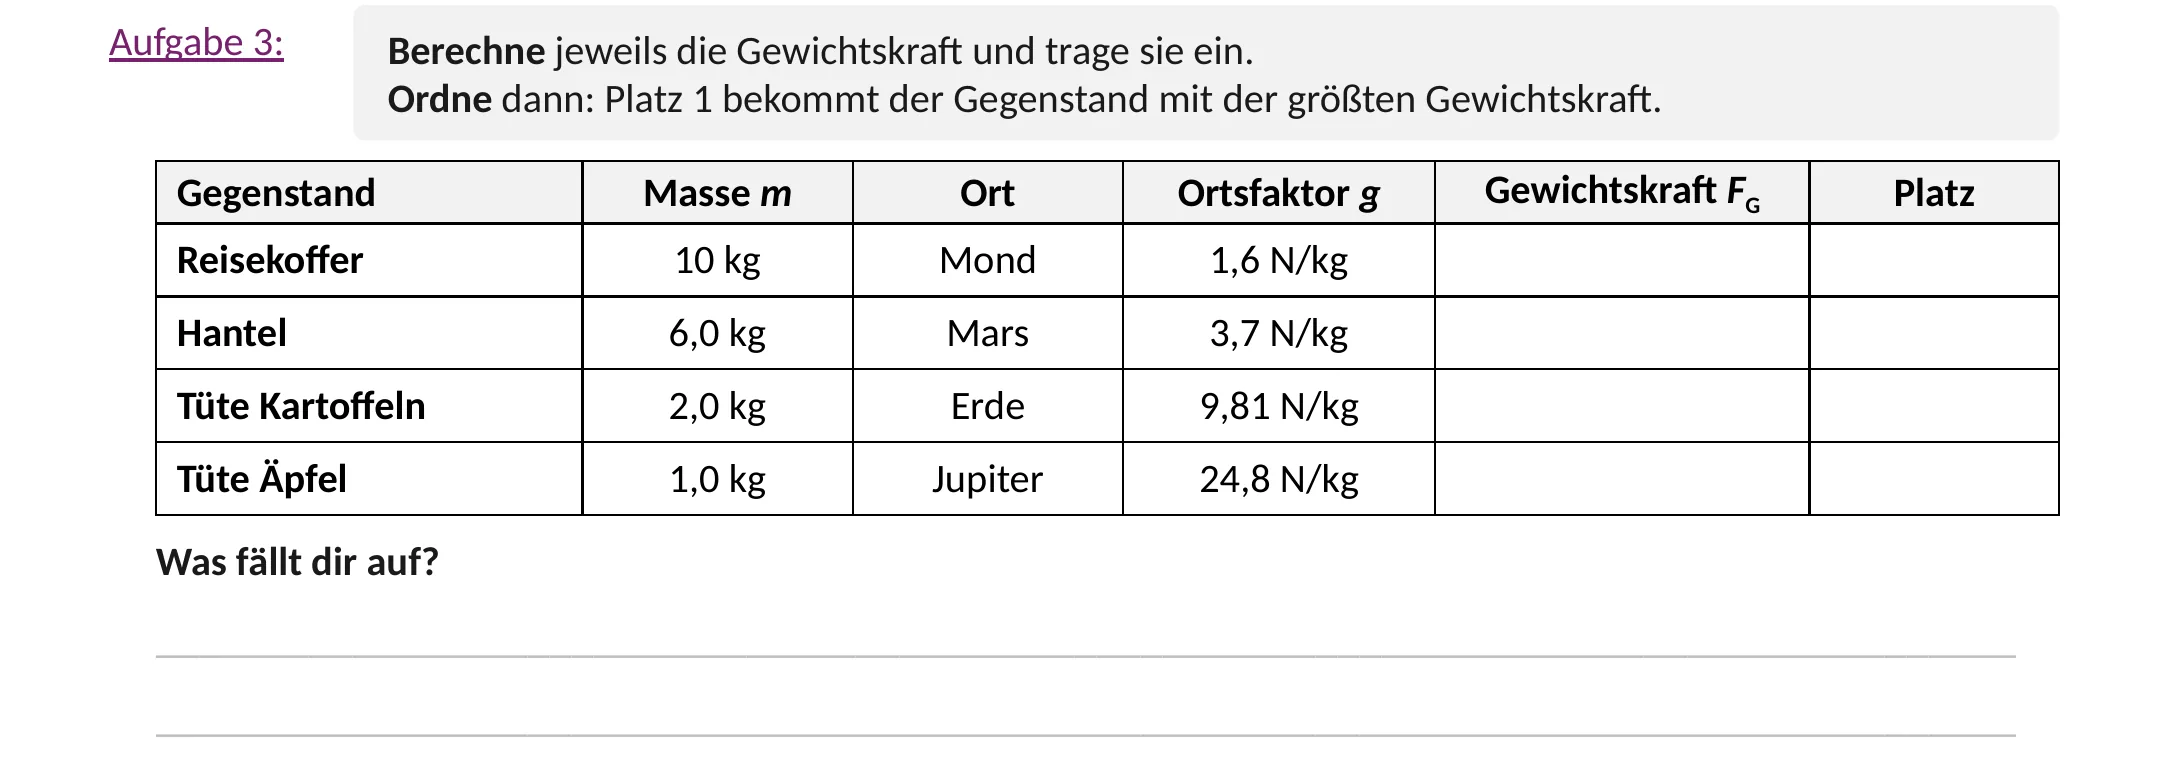 Aufgabe 3:
Berechne jeweils die Gewichtskraft und trage sie ein.
Ordne dann: Platz 1 bekommt der Gegenstand mit der größten Gewichtskraft.
Gegenstand Masse m Ort Ortsfaktor g Gewichtskraft F_G Platz
Reisekoffer 10 kg Mond 1,6 N/kg
Hantel 6,0 kg Mars 3,7 N/kg
Tüte Kartoffeln 2,0 kg Erde 9,81 N/kg
Tüte Äpfel 1,0 kg Jupiter 24,8 N/kg
Was fällt dir auf?